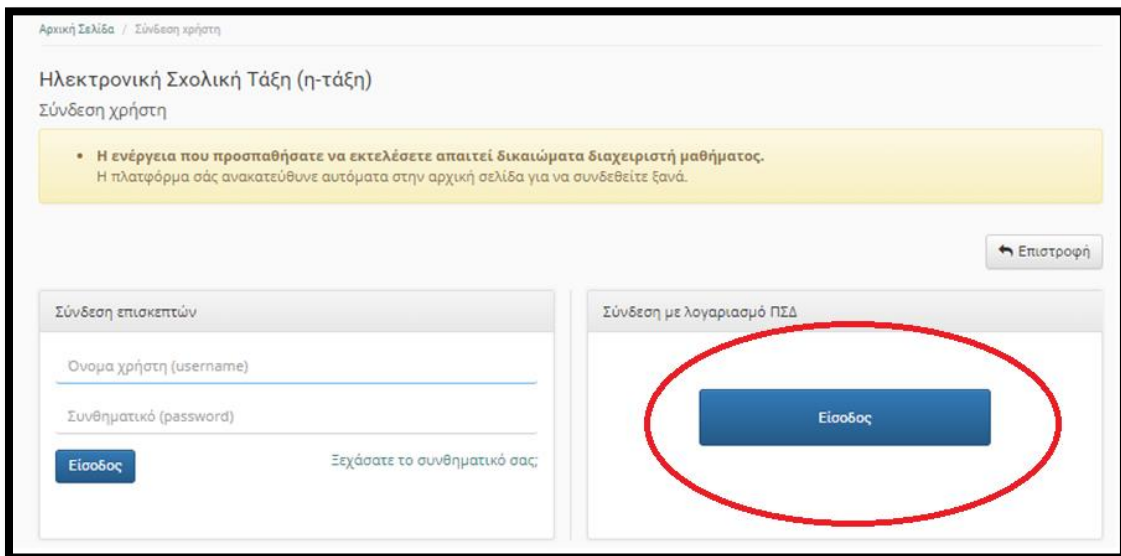 Αρχική Σελίδα / Σύνδεση χρήστη
Ηλεκτρονική Σχολική Τάξη (η-τάξη)
Σύνδεση χρήστη
• Η ενέργεια που προσπαθήσατε να εκτελέσετε απαιτεί δικαιώματα διαχειριστή μαθήματος.
Η πλατφόρμα σάς ανακατεύθυνε αυτόματα στην αρχική σελίδα για να συνδεθείτε ξανά.
Επιστροφή
Σύνδεση επισκεπτών
Όνομα χρήστη (username)
Συνθηματικό (password)
Είσοδος
Ξεχάσατε το συνθηματικό σας;
Σύνδεση με λογαριασμό ΠΣΔ
Είσοδος